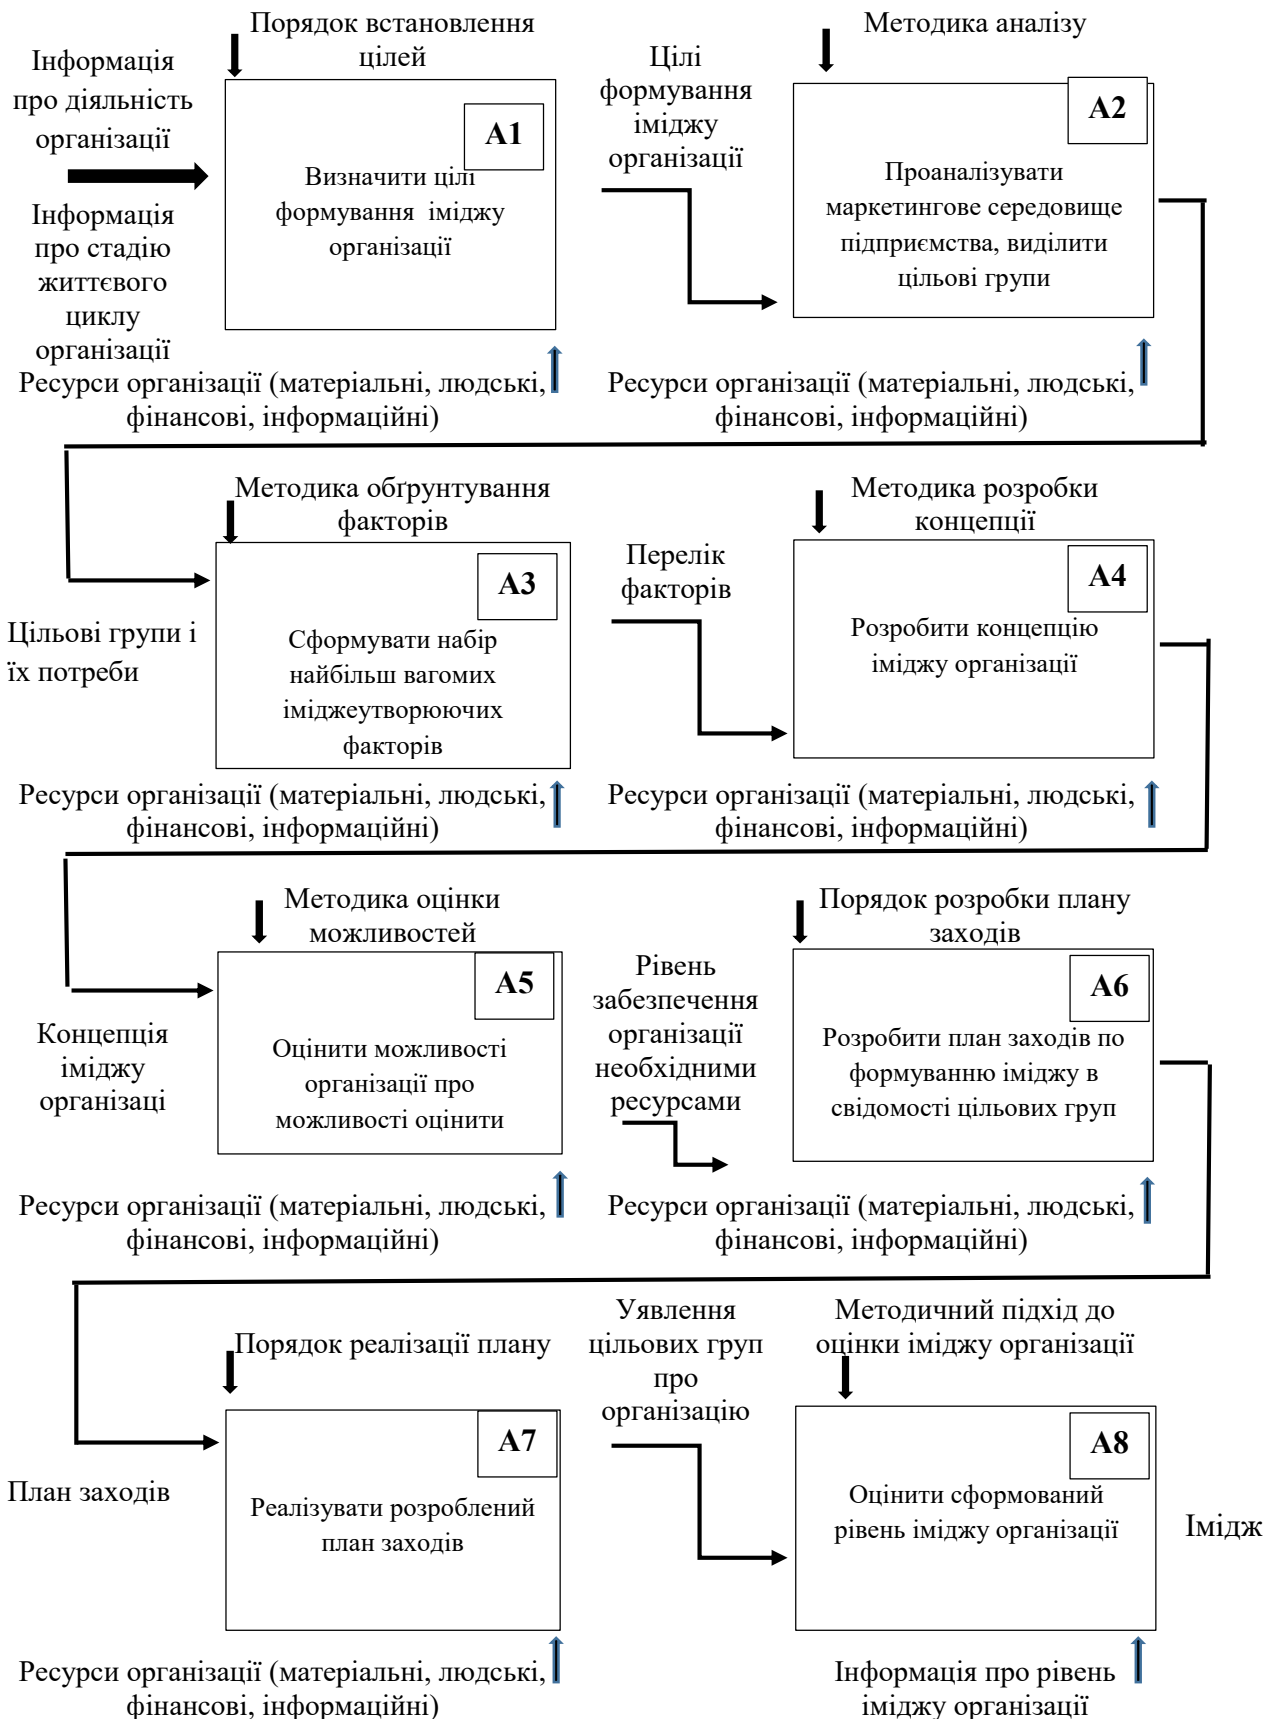 Порядок встановлення
цілей
Методика аналізу
Інформація
про діяльність
організації
Інформація
про стадію
життєвого
циклу
організації
А1
Визначити цілі
формування іміджу
організації
Цілі
формування
іміджу
організації
А2
Проаналізувати
маркетингове середовище
підприємства, виділити
цільові групи
Ресурси організації (матеріальні, людські,
фінансові, інформаційні)
Ресурси організації (матеріальні, людські,
фінансові, інформаційні)
Методика обґрунтування
факторів
Методика розробки
концепції
Цільові групи і
їх потреби
А3
Сформувати набір
найбільш вагомих
іміджеутворюючих
факторів
Перелік
факторів
А4
Розробити концепцію
іміджу організації
Ресурси організації (матеріальні, людські,
фінансові, інформаційні)
Ресурси організації (матеріальні, людські,
фінансові, інформаційні)
Методика оцінки
можливостей
Порядок розробки плану
заходів
Концепція
іміджу
організаці
А5
Оцінити можливості
організації про
можливості оцінити
Рівень
забезпечення
організації
необхідними
ресурсами
А6
Розробити план заходів по
формуванню іміджу в
свідомості цільових груп
Ресурси організації (матеріальні, людські,
фінансові, інформаційні)
Ресурси організації (матеріальні, людські,
фінансові, інформаційні)
Порядок реалізації плану
Уявлення
цільових груп
про
організацію
Методичний підхід до
оцінки іміджу організації
План заходів
А7
Реалізувати розроблений
план заходів
А8
Оцінити сформований
рівень іміджу організації
Імідж
Ресурси організації (матеріальні, людські,
фінансові, інформаційні)
Інформація про рівень
іміджу організації